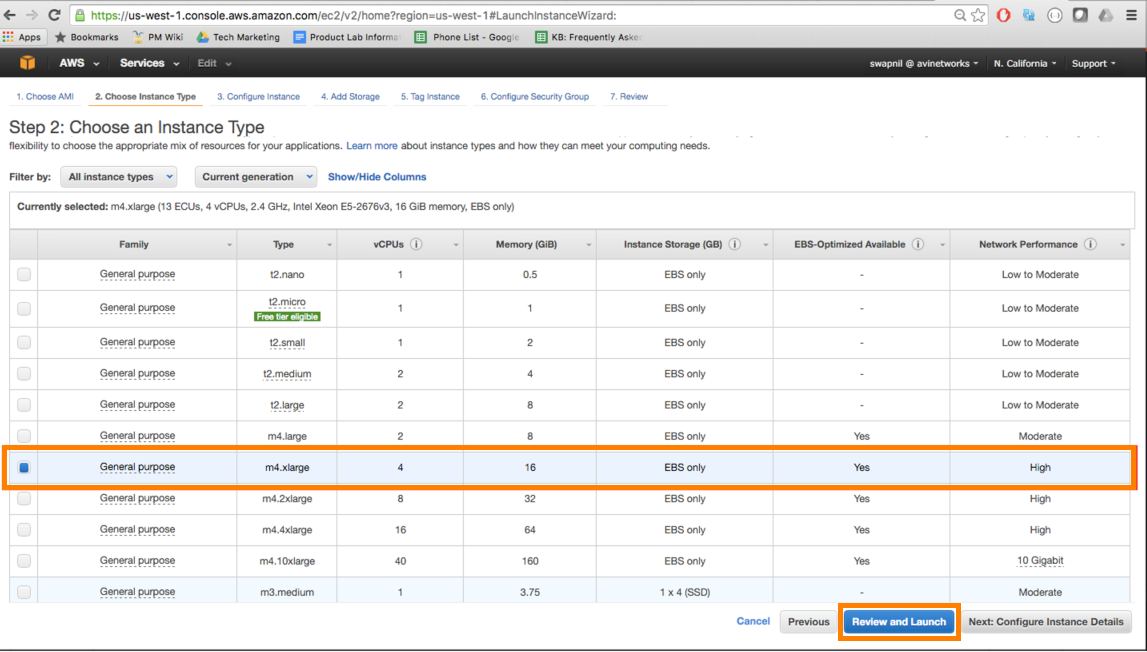 https://us-west-1.console.aws.amazon.com/ec2/v2/home?region=us-west-1#LaunchInstanceWizard:
Apps Bookmarks PM Wiki Tech Marketing Product Lab Informa KB: Phone List - Google KB: Frequently Aske
AWS Services Edit swapnil @ avinetworks N. California Support
1. Choose AMI 2. Choose Instance Type 3. Configure Instance 4. Add Storage 5. Tag Instance 6. Configure Security Group 7. Review
Step 2: Choose an Instance Type
flexibility to choose the appropriate mix of resources for your applications. Learn more about instance types and how they can meet your computing needs.
Filter by: All instance types Current generation Show/Hide Columns
Currently selected: m4.xlarge (13 ECUs, 4 vCPUs, 2.4 GHz, Intel Xeon E5-2676v3, 16 GiB memory, EBS only)
Family Type vCPUs i Memory (GiB) Instance Storage (GB) i EBS-Optimized Available i Network Performance i
General purpose t2.nano 1 0.5 EBS only - Low to Moderate
General purpose t2.micro Free tier eligible 1 1 EBS only - Low to Moderate
General purpose t2.small 1 2 EBS only - Low to Moderate
General purpose t2.medium 2 4 EBS only - Low to Moderate
General purpose t2.large 2 8 EBS only - Low to Moderate
General purpose m4.large 2 8 EBS only Yes Moderate
General purpose m4.xlarge 4 16 EBS only Yes High
General purpose m4.2xlarge 8 32 EBS only Yes High
General purpose m4.4xlarge 16 64 EBS only Yes High
General purpose m4.10xlarge 40 160 EBS only Yes 10 Gigabit
General purpose m3.medium 1 3.75 1 x 4 (SSD) - Moderate
Cancel Previous Review and Launch Next: Configure Instance Details